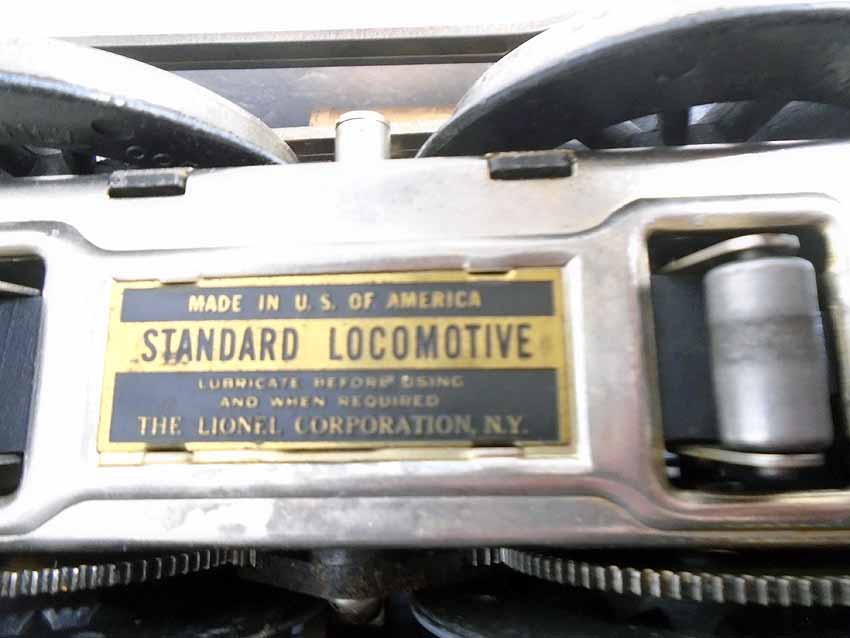 MADE IN U. S. OF AMERICA
STANDARD LOCOMOTIVE
LUBRICATE BEFORE USING
AND WHEN REQUIRED
THE LIONEL CORPORATION, N.Y.